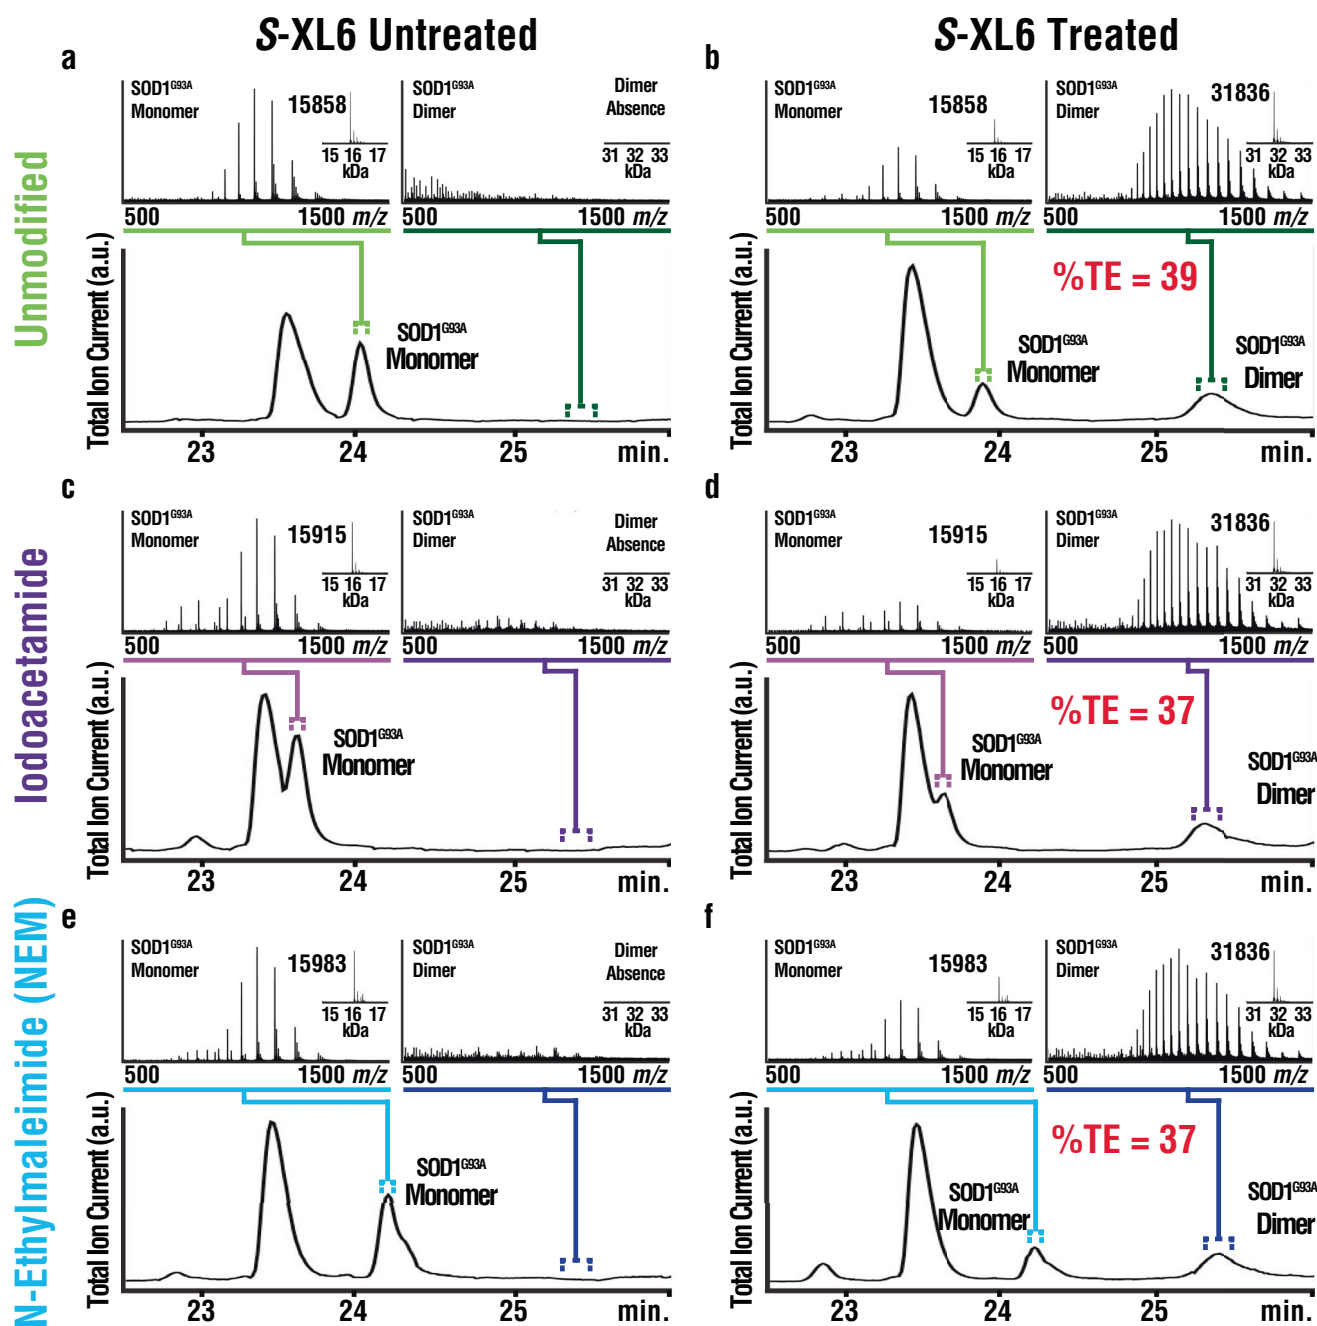 S-XL6 Untreated
S-XL6 Treated
Unmodified
a
SOD1G93A
Monomer
15858
15 16 17
kDa
500 1500 m/z
SOD1G93A
Dimer
Dimer
Absence
31 32 33
kDa
500 1500 m/z
Total Ion Current (a.u.)
SOD1G93A
Monomer
23 24 25 min.
b
SOD1G93A
Monomer
15858
15 16 17
kDa
500 1500 m/z
SOD1G93A
Dimer
31836
31 32 33
kDa
500 1500 m/z
Total Ion Current (a.u.)
%TE = 39
SOD1G93A
Monomer
SOD1G93A
Dimer
23 24 25 min.
Iodoacetamide
c
SOD1G93A
Monomer
15915
15 16 17
kDa
500 1500 m/z
SOD1G93A
Dimer
Dimer
Absence
31 32 33
kDa
500 1500 m/z
Total Ion Current (a.u.)
SOD1G93A
Monomer
23 24 25 min.
d
SOD1G93A
Monomer
15915
15 16 17
kDa
500 1500 m/z
SOD1G93A
Dimer
31836
31 32 33
kDa
500 1500 m/z
Total Ion Current (a.u.)
%TE = 37
SOD1G93A
Monomer
SOD1G93A
Dimer
23 24 25 min.
N-Ethylmaleimide (NEM)
e
SOD1G93A
Monomer
15983
15 16 17
kDa
500 1500 m/z
SOD1G93A
Dimer
Dimer
Absence
31 32 33
kDa
500 1500 m/z
Total Ion Current (a.u.)
SOD1G93A
Monomer
23 24 25 min.
f
SOD1G93A
Monomer
15983
15 16 17
kDa
500 1500 m/z
SOD1G93A
Dimer
31836
31 32 33
kDa
500 1500 m/z
Total Ion Current (a.u.)
%TE = 37
SOD1G93A
Monomer
SOD1G93A
Dimer
23 24 25 min.